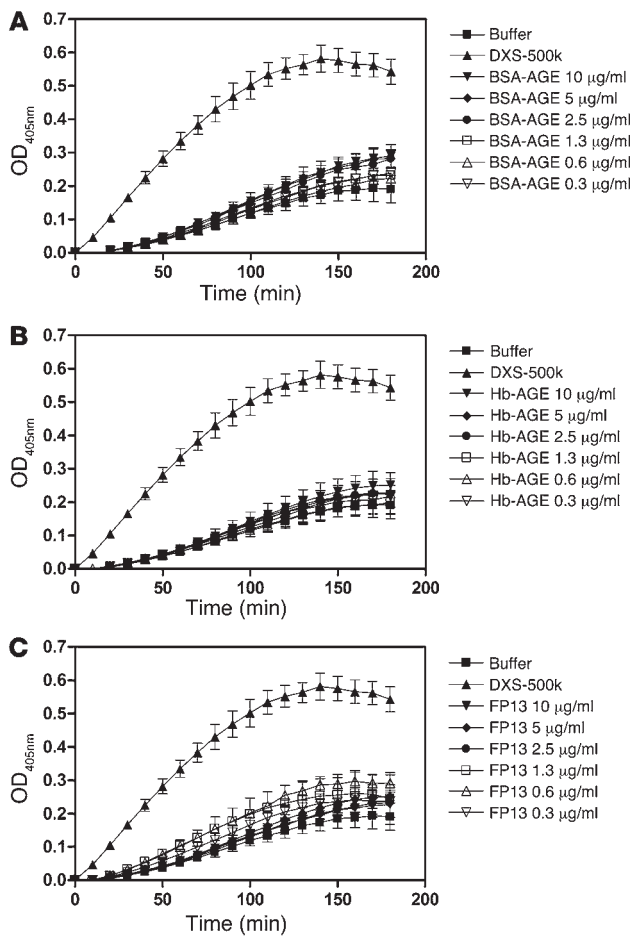 A
0.7
0.6
0.5
0.4
0.3
0.2
0.1
0.0
OD405nm
0
50
100
150
200
Time (min)
Buffer
DXS-500k
BSA-AGE 10 μg/ml
BSA-AGE 5 μg/ml
BSA-AGE 2.5 μg/ml
BSA-AGE 1.3 μg/ml
BSA-AGE 0.6 μg/ml
BSA-AGE 0.3 μg/ml
B
0.7
0.6
0.5
0.4
0.3
0.2
0.1
0.0
OD405nm
0
50
100
150
200
Time (min)
Buffer
DXS-500k
Hb-AGE 10 μg/ml
Hb-AGE 5 μg/ml
Hb-AGE 2.5 μg/ml
Hb-AGE 1.3 μg/ml
Hb-AGE 0.6 μg/ml
Hb-AGE 0.3 μg/ml
C
0.7
0.6
0.5
0.4
0.3
0.2
0.1
0.0
OD405nm
0
50
100
150
200
Time (min)
Buffer
DXS-500k
FP13 10 μg/ml
FP13 5 μg/ml
FP13 2.5 μg/ml
FP13 1.3 μg/ml
FP13 0.6 μg/ml
FP13 0.3 μg/ml